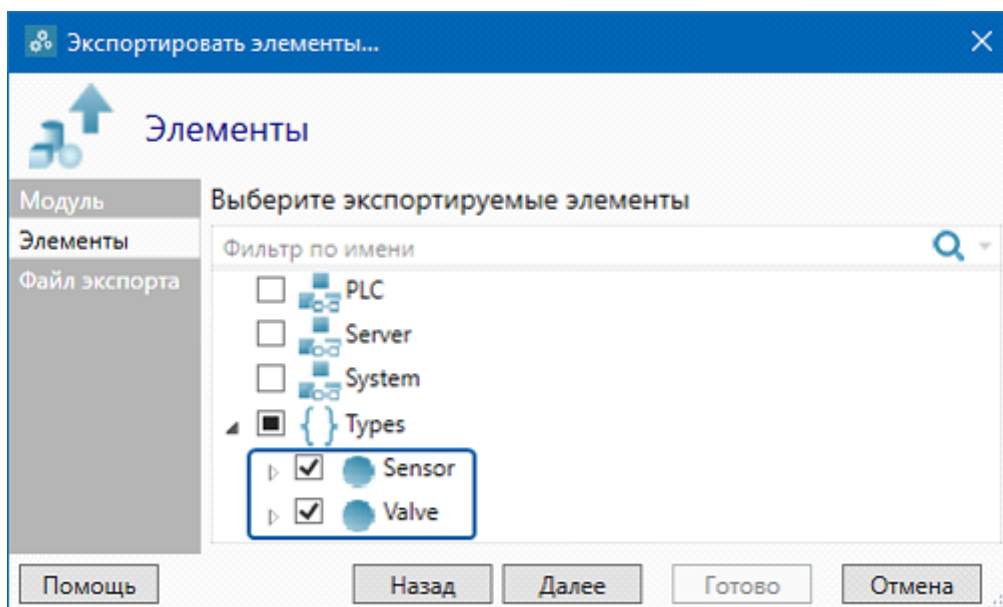 Экспортировать элементы...
Элементы
Модуль
Элементы
Файл экспорта
Выберите экспортируемые элементы
Фильтр по имени
PLC
Server
System
Types
Sensor
Valve
Помощь
Назад
Далее
Готово
Отмена